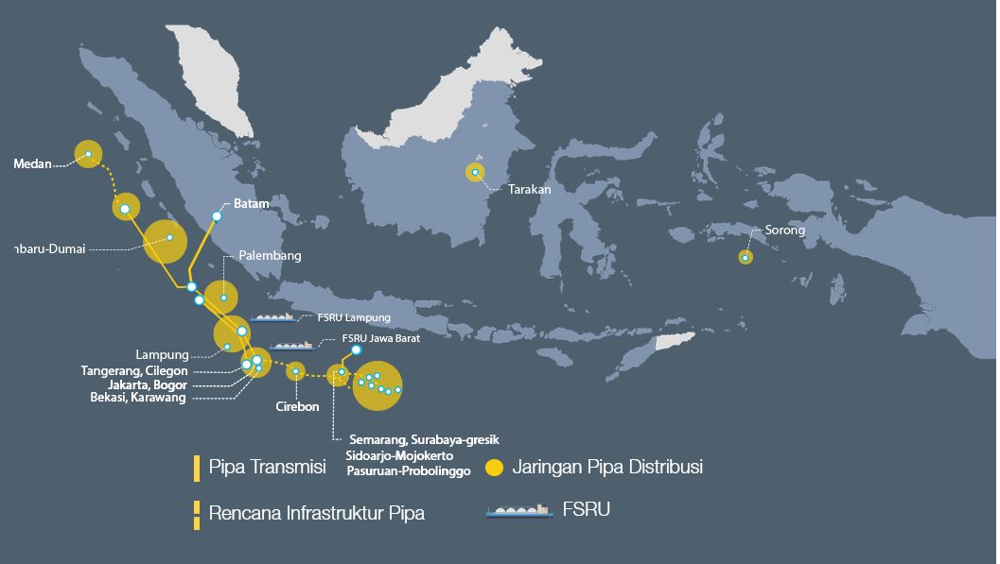 Medan
Batam
Tarakan
Sorong
nbaru-Dumai
Palembang
FSRU Lampung
FSRU Jawa Barat
Lampung
Tangerang, Cilegon
Jakarta, Bogor
Bekasi, Karawang
Cirebon
Semarang, Surabaya-gresik
Sidoarjo-Mojokerto
Pasuruan-Probolinggo
Pipa Transmisi
Jaringan Pipa Distribusi
Rencana Infrastruktur Pipa
FSRU